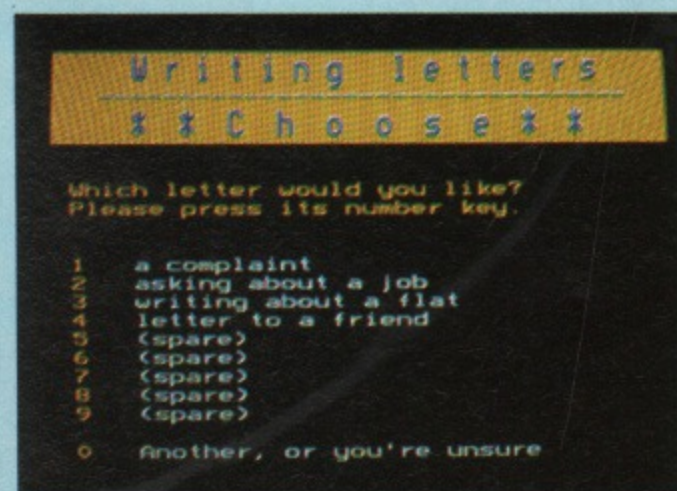 Writing letters
**Choose**
Which letter would you like?
Please press its number key.
1 a complaint
2 asking about a job
3 writing about a flat
4 letter to a friend
5 (spare)
6 (spare)
7 (spare)
8 (spare)
9 (spare)
0 Another, or you're unsure